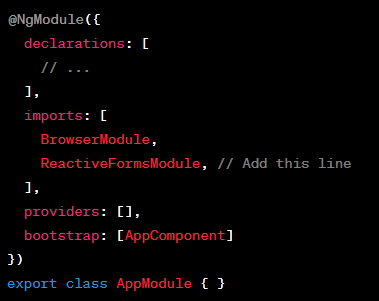 @NgModule({
  declarations: [
    // ...
  ],
  imports: [
    BrowserModule,
    ReactiveFormsModule, // Add this line
  ],
  providers: [],
  bootstrap: [AppComponent]
})
export class AppModule { }